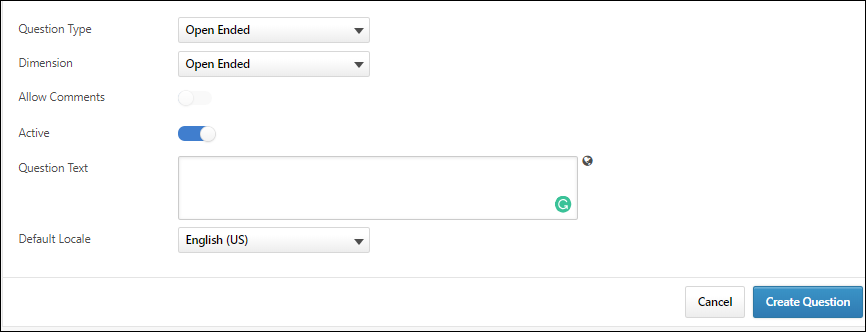 Question Type Open Ended
Dimension Open Ended
Allow Comments
Active
Question Text
Default Locale English (US)
Cancel Create Question